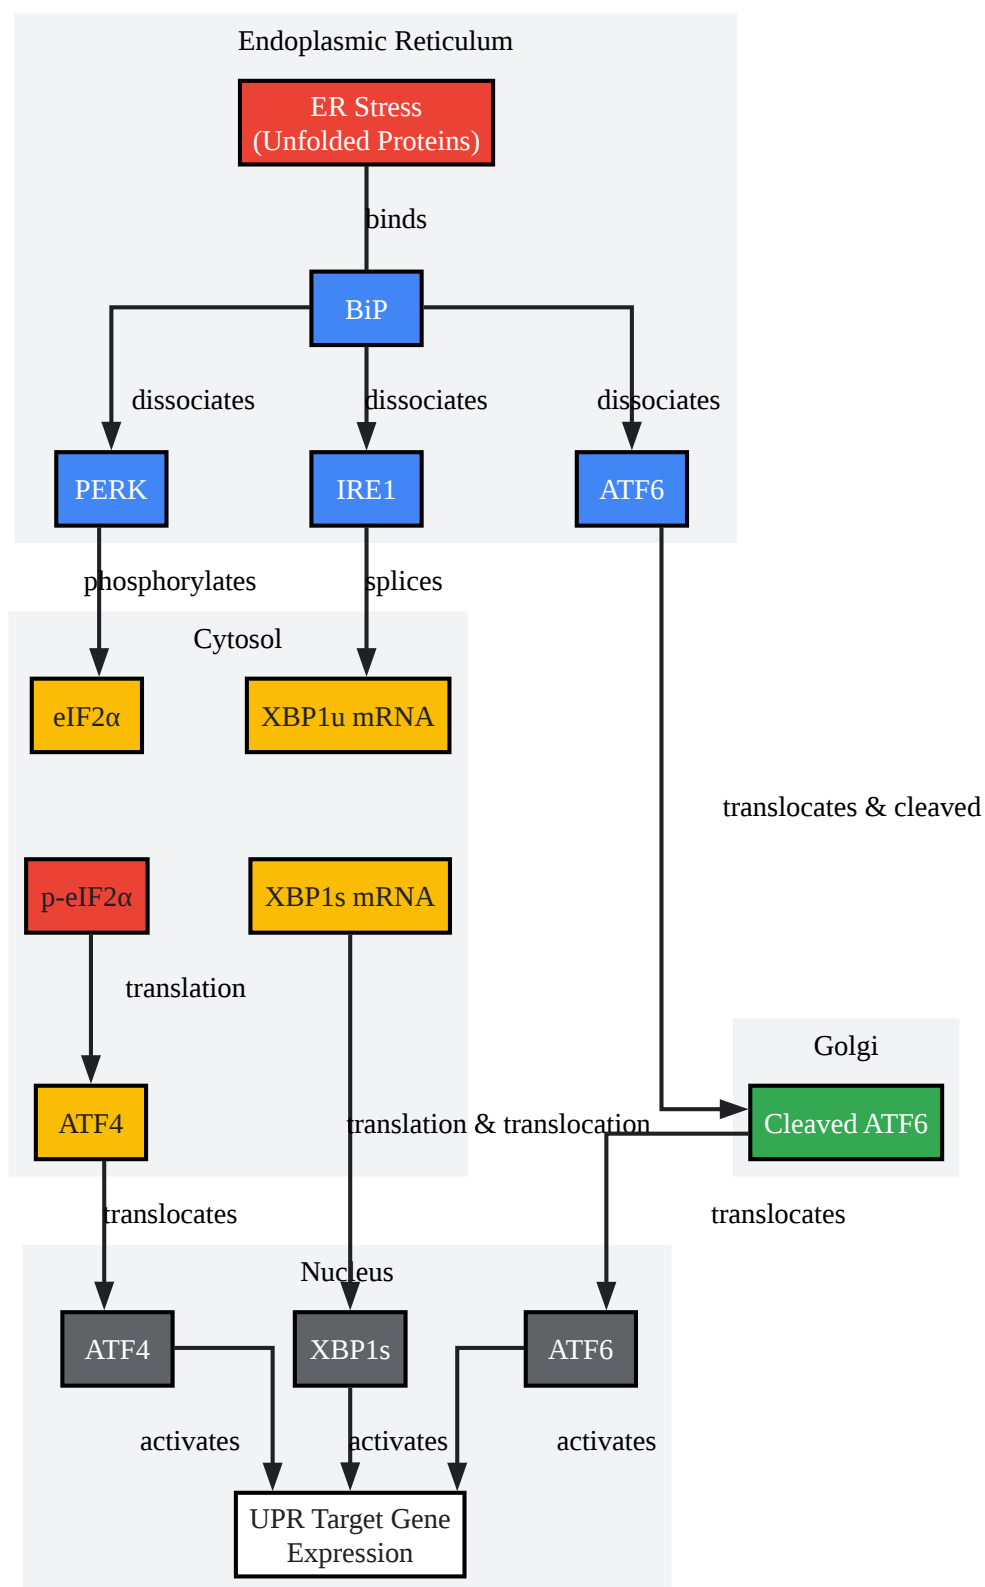 Endoplasmic Reticulum
ER Stress
(Unfolded Proteins)
binds
BiP
dissociates
dissociates
dissociates
PERK
IRE1
ATF6
phosphorylates
splices
Cytosol
eIF2α
XBP1u mRNA
translocates & cleaved
p-eIF2α
XBP1s mRNA
translation
Golgi
ATF4
translation & translocation
Cleaved ATF6
translocates
translocates
Nucleus
ATF4
XBP1s
ATF6
activates
activates
activates
UPR Target Gene
Expression